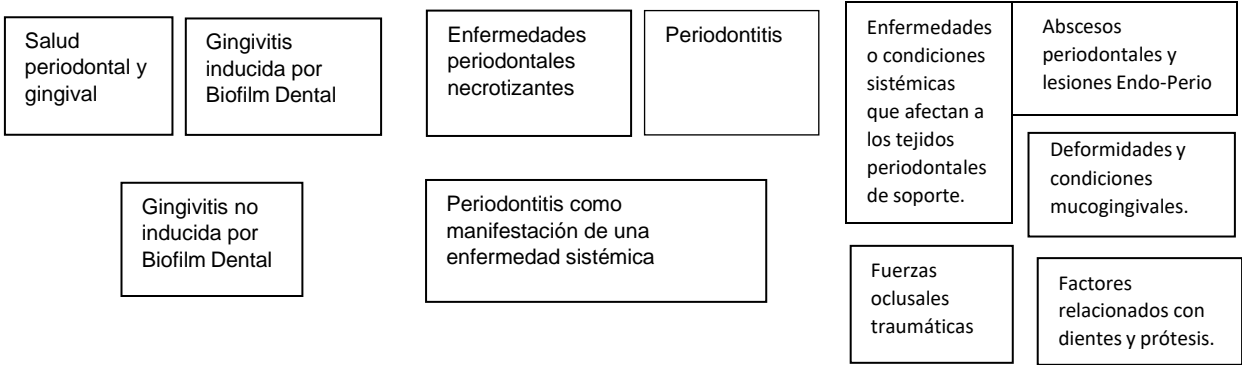 Salud
periodontal y
gingival
Gingivitis
inducida por
Biofilm Dental
Gingivitis no
inducida por
Biofilm Dental
Enfermedades
periodontales
necrotizantes
Periodontitis
Periodontitis como
manifestación de una
enfermedad sistémica
Enfermedades
o condiciones
sistémicas
que afectan a
los tejidos
periodontales
de soporte.
Abscesos
periodontales y
lesiones Endo-Perio
Deformidades y
condiciones
mucogingivales.
Fuerzas
oclusales
traumáticas
Factores
relacionados con
dientes y prótesis.